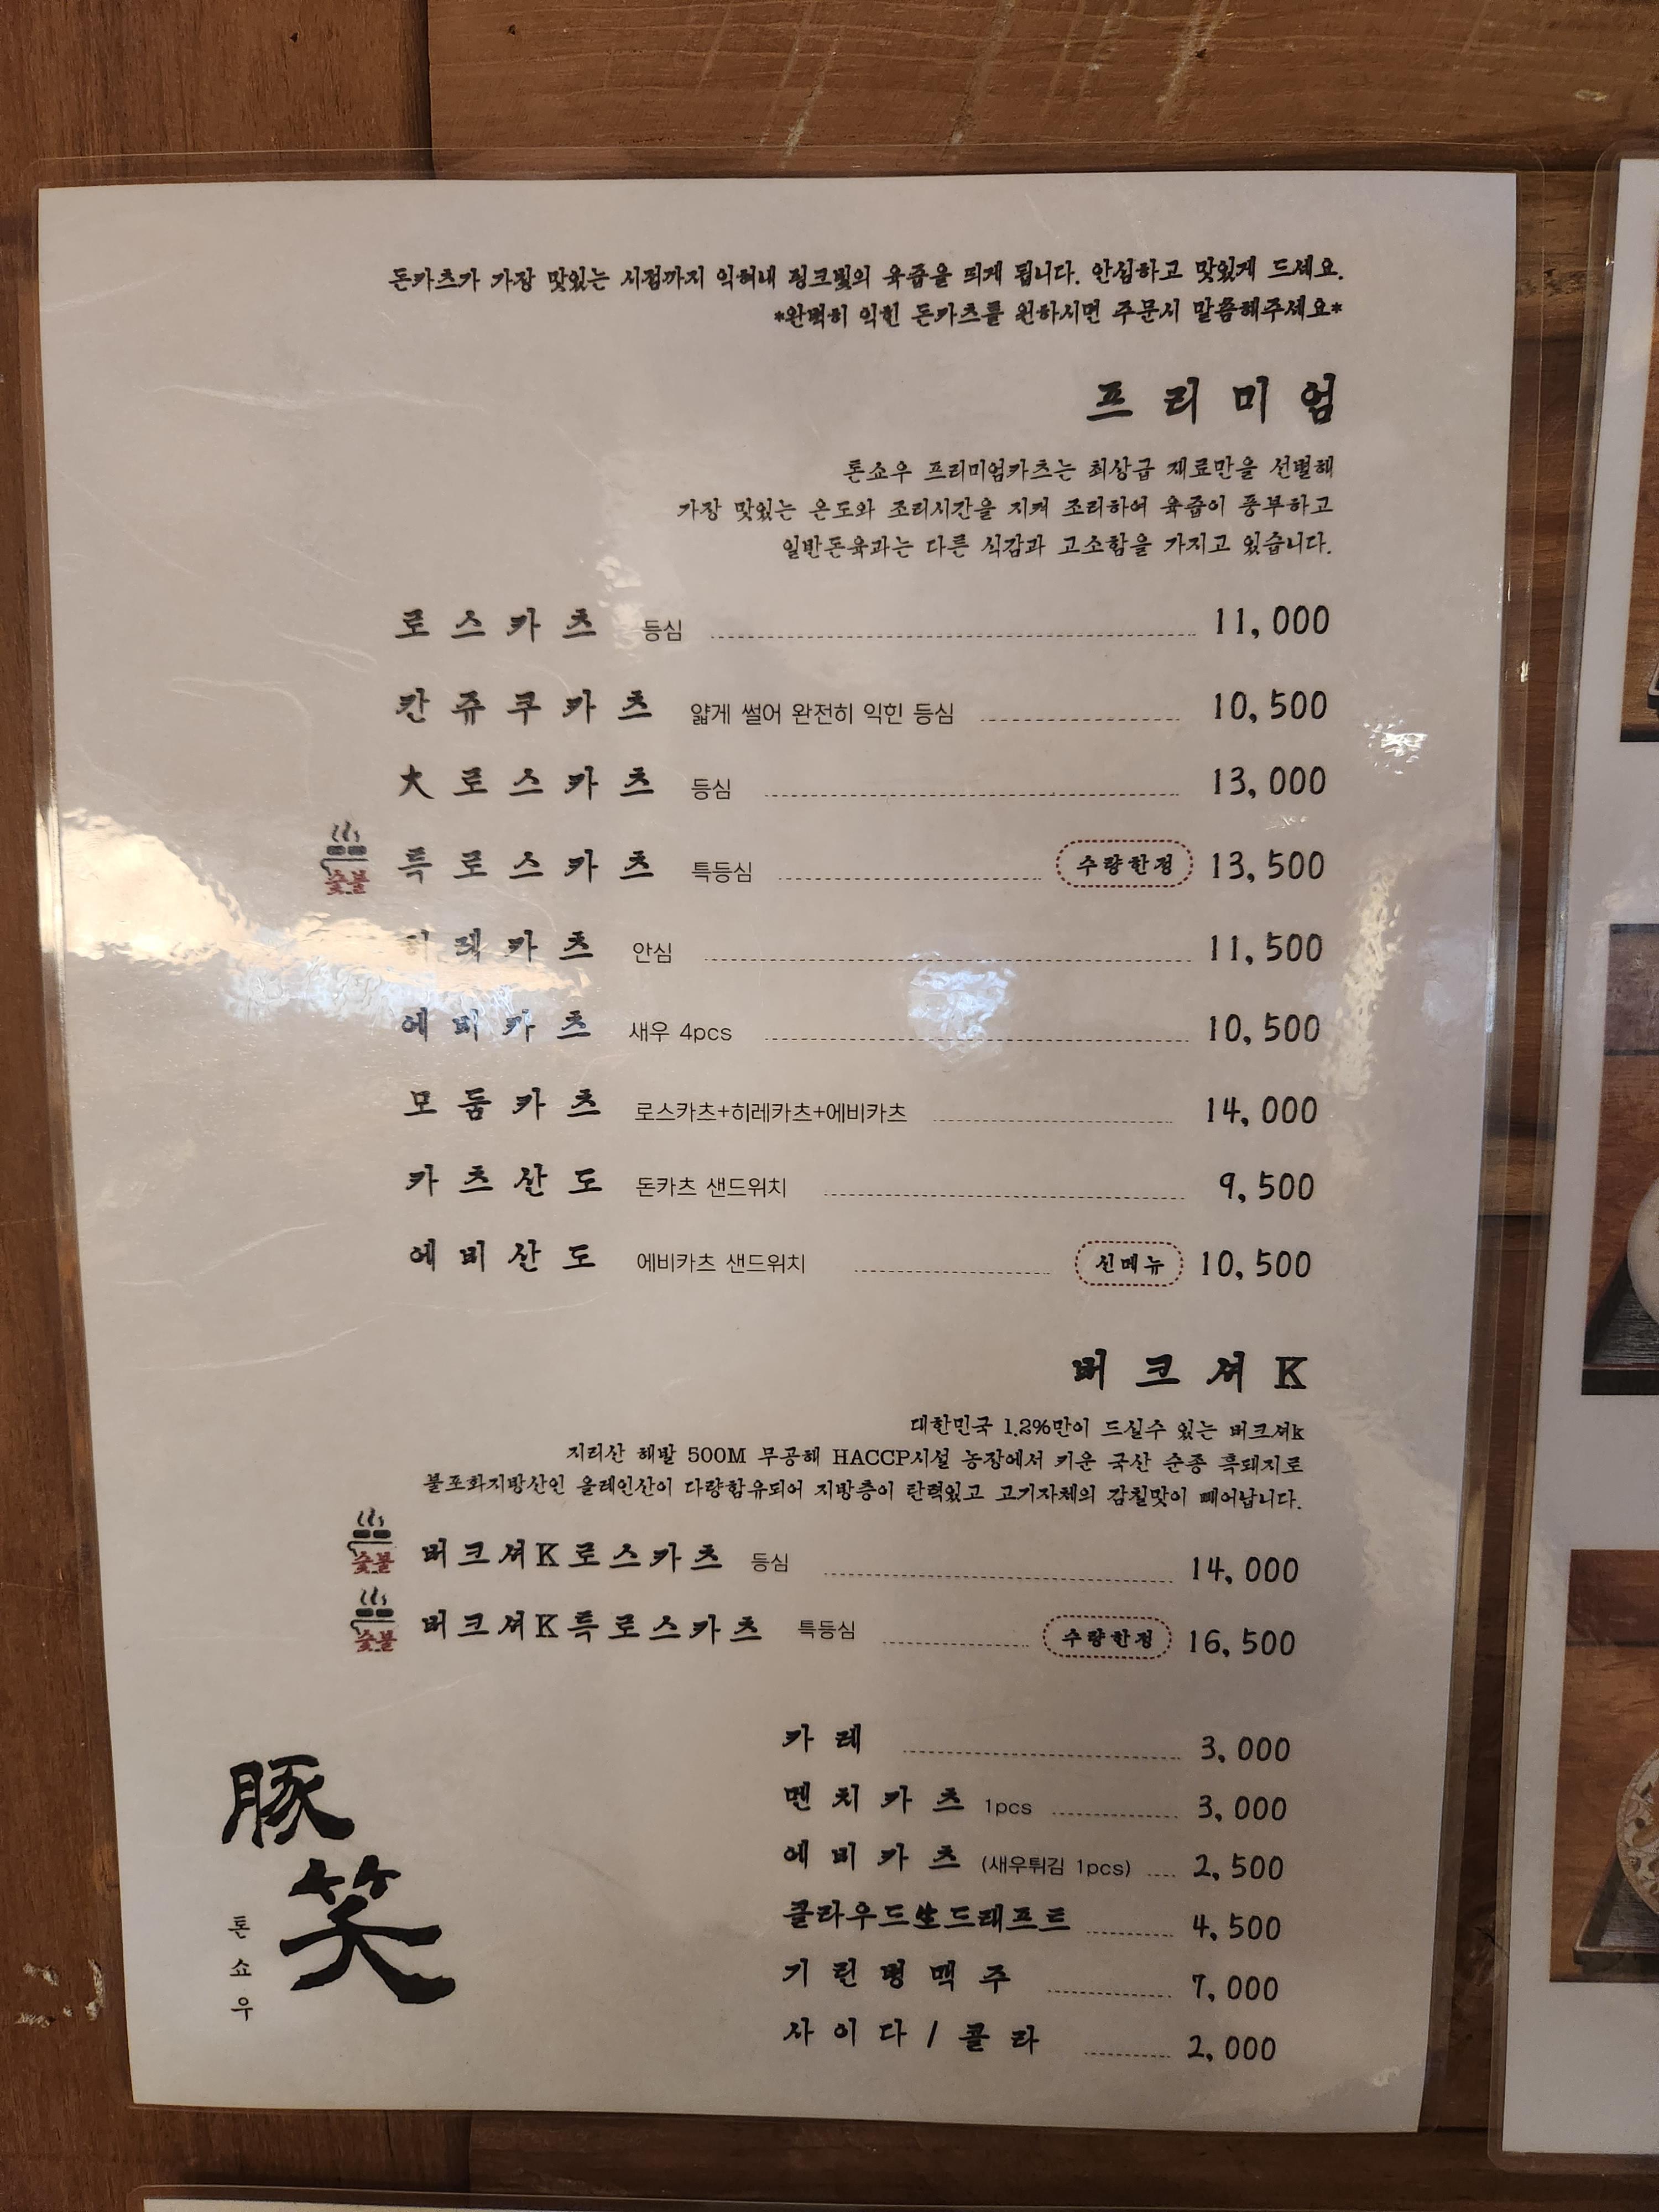 돈카츠가 가장 맛있는 시점까지 익혀내 핑크빛의 육즙을 띄게 됩니다. 안심하고 맛있게 드세요.
*완벽히 익힌 돈카츠를 원하시면 주문시 말씀해주세요*
프리미엄
톤쇼우 프리미엄카츠는 최상급 재료만을 선별해
가장 맛있는 온도와 조리시간을 지켜 조리하여 육즙이 풍부하고
일반돈육과는 다른 식감과 고소함을 가지고 있습니다.
로스카츠 등심 11,000
칸쥬쿠카츠 얇게 썰어 완전히 익힌 등심 10,500
大로스카츠 등심 13,000
숯불 특로스카츠 특등심 수량한정 13,500
히레카츠 안심 11,500
에비카츠 새우 4pcs 10,500
모둠카츠 로스카츠+히레카츠+에비카츠 14,000
카츠산도 돈카츠 샌드위치 9,500
에비산도 에비카츠 샌드위치 신메뉴 10,500
버크셔K
대한민국 1.2%만이 드실수 있는 버크셔k
지리산 해발 500M 무공해 HACCP시설 농장에서 키운 국산 순종 흑돼지로
불포화지방산인 올레인산이 다량함유되어 지방층이 탄력있고 고기자체의 감칠맛이 빼어납니다.
숯불 버크셔K로스카츠 등심 14,000
숯불 버크셔K특로스카츠 특등심 수량한정 16,500
카레 3,000
멘치카츠 1pcs 3,000
에비카츠 (새우튀김 1pcs) 2,500
클라우드生드래프트 4,500
기린병맥주 7,000
사이다/콜라 2,000
豚笑
톤쇼우